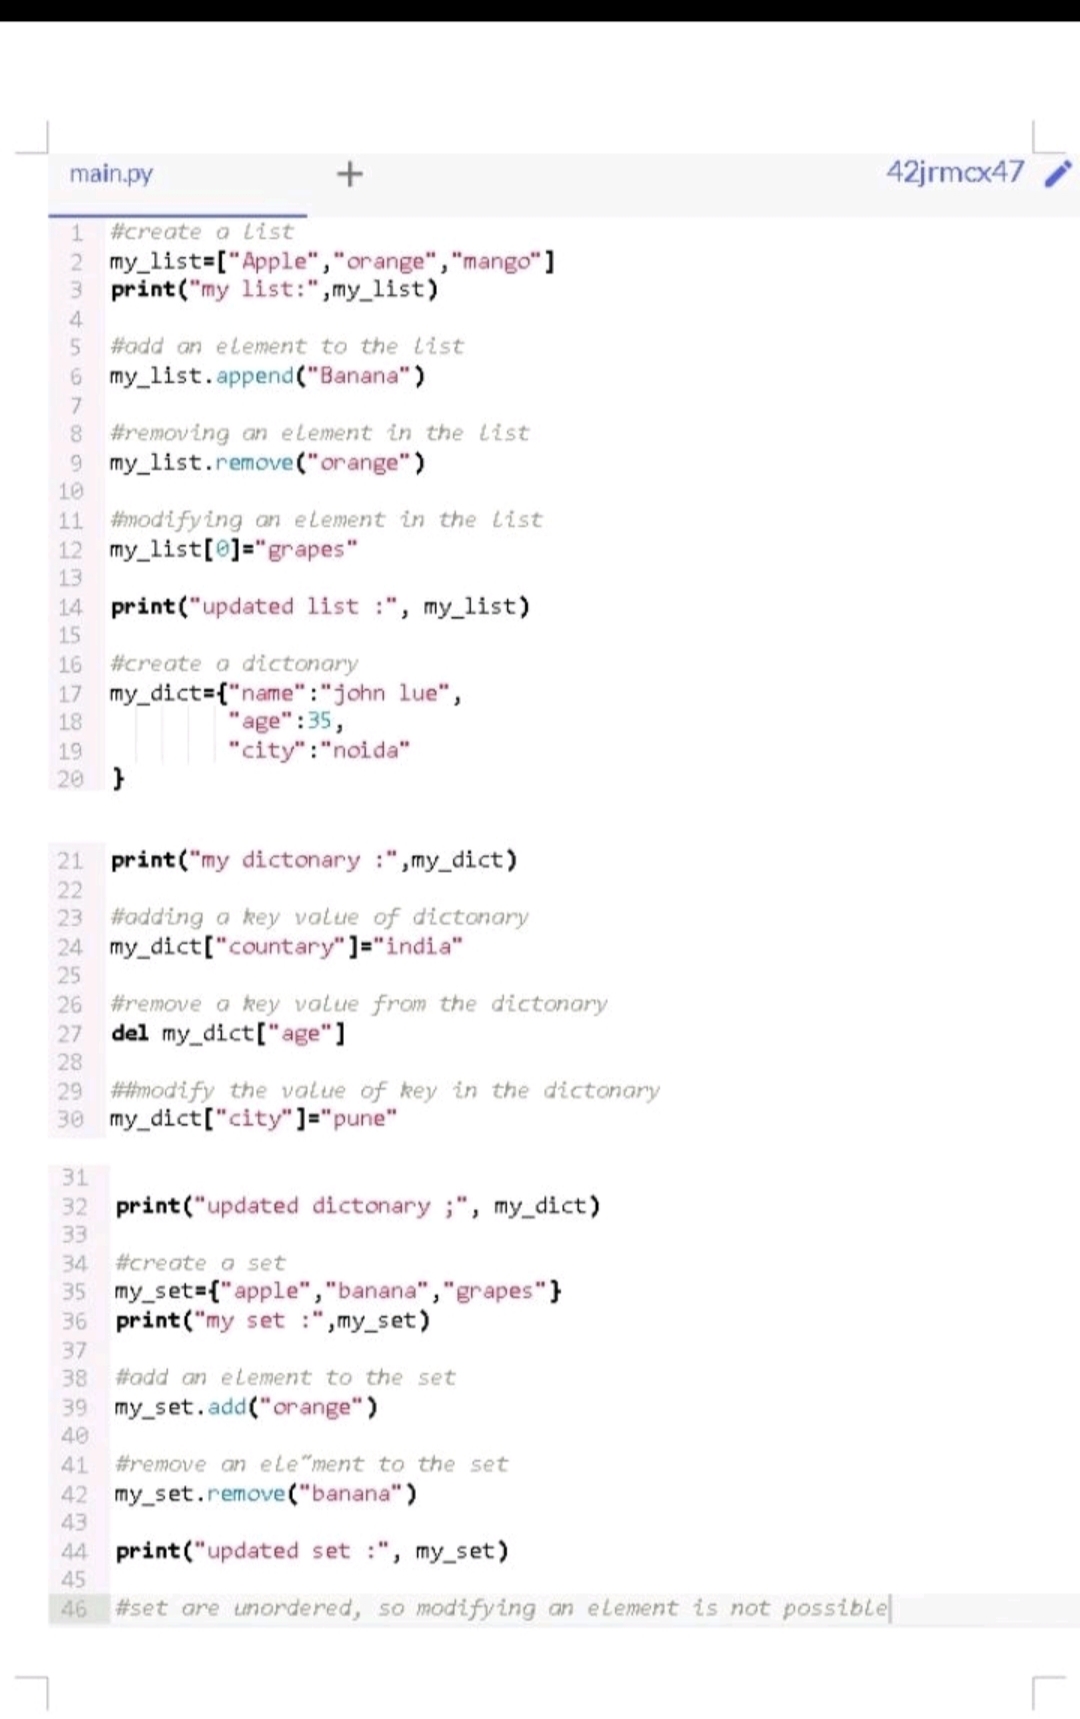 main.py + 42jrmcx47
1 #create a list
2 my_list=["Apple","orange","mango"]
3 print("my list:",my_list)
4
5 #add an element to the list
6 my_list.append("Banana")
7
8 #removing an element in the list
9 my_list.remove("orange")
10
11 #modifying an element in the list
12 my_list[0]="grapes"
13
14 print("updated list :", my_list)
15
16 #create a dictonary
17 my_dict={"name":"john lue",
18 "age":35,
19 "city":"noida"
20 }
21 print("my dictonary :",my_dict)
22
23 #adding a key value of dictonary
24 my_dict["countary"]="india"
25
26 #remove a key value from the dictonary
27 del my_dict["age"]
28
29 ##modify the value of key in the dictonary
30 my_dict["city"]="pune"
31
32 print("updated dictonary ;", my_dict)
33
34 #create a set
35 my_set={"apple","banana","grapes"}
36 print("my set :",my_set)
37
38 #add an element to the set
39 my_set.add("orange")
40
41 #remove an ele"ment to the set
42 my_set.remove("banana")
43
44 print("updated set :", my_set)
45
46 #set are unordered, so modifying an element is not possible